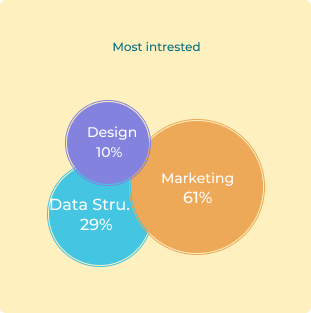 Most intrested
Design
10%
Marketing
61%
Data Stru.
29%